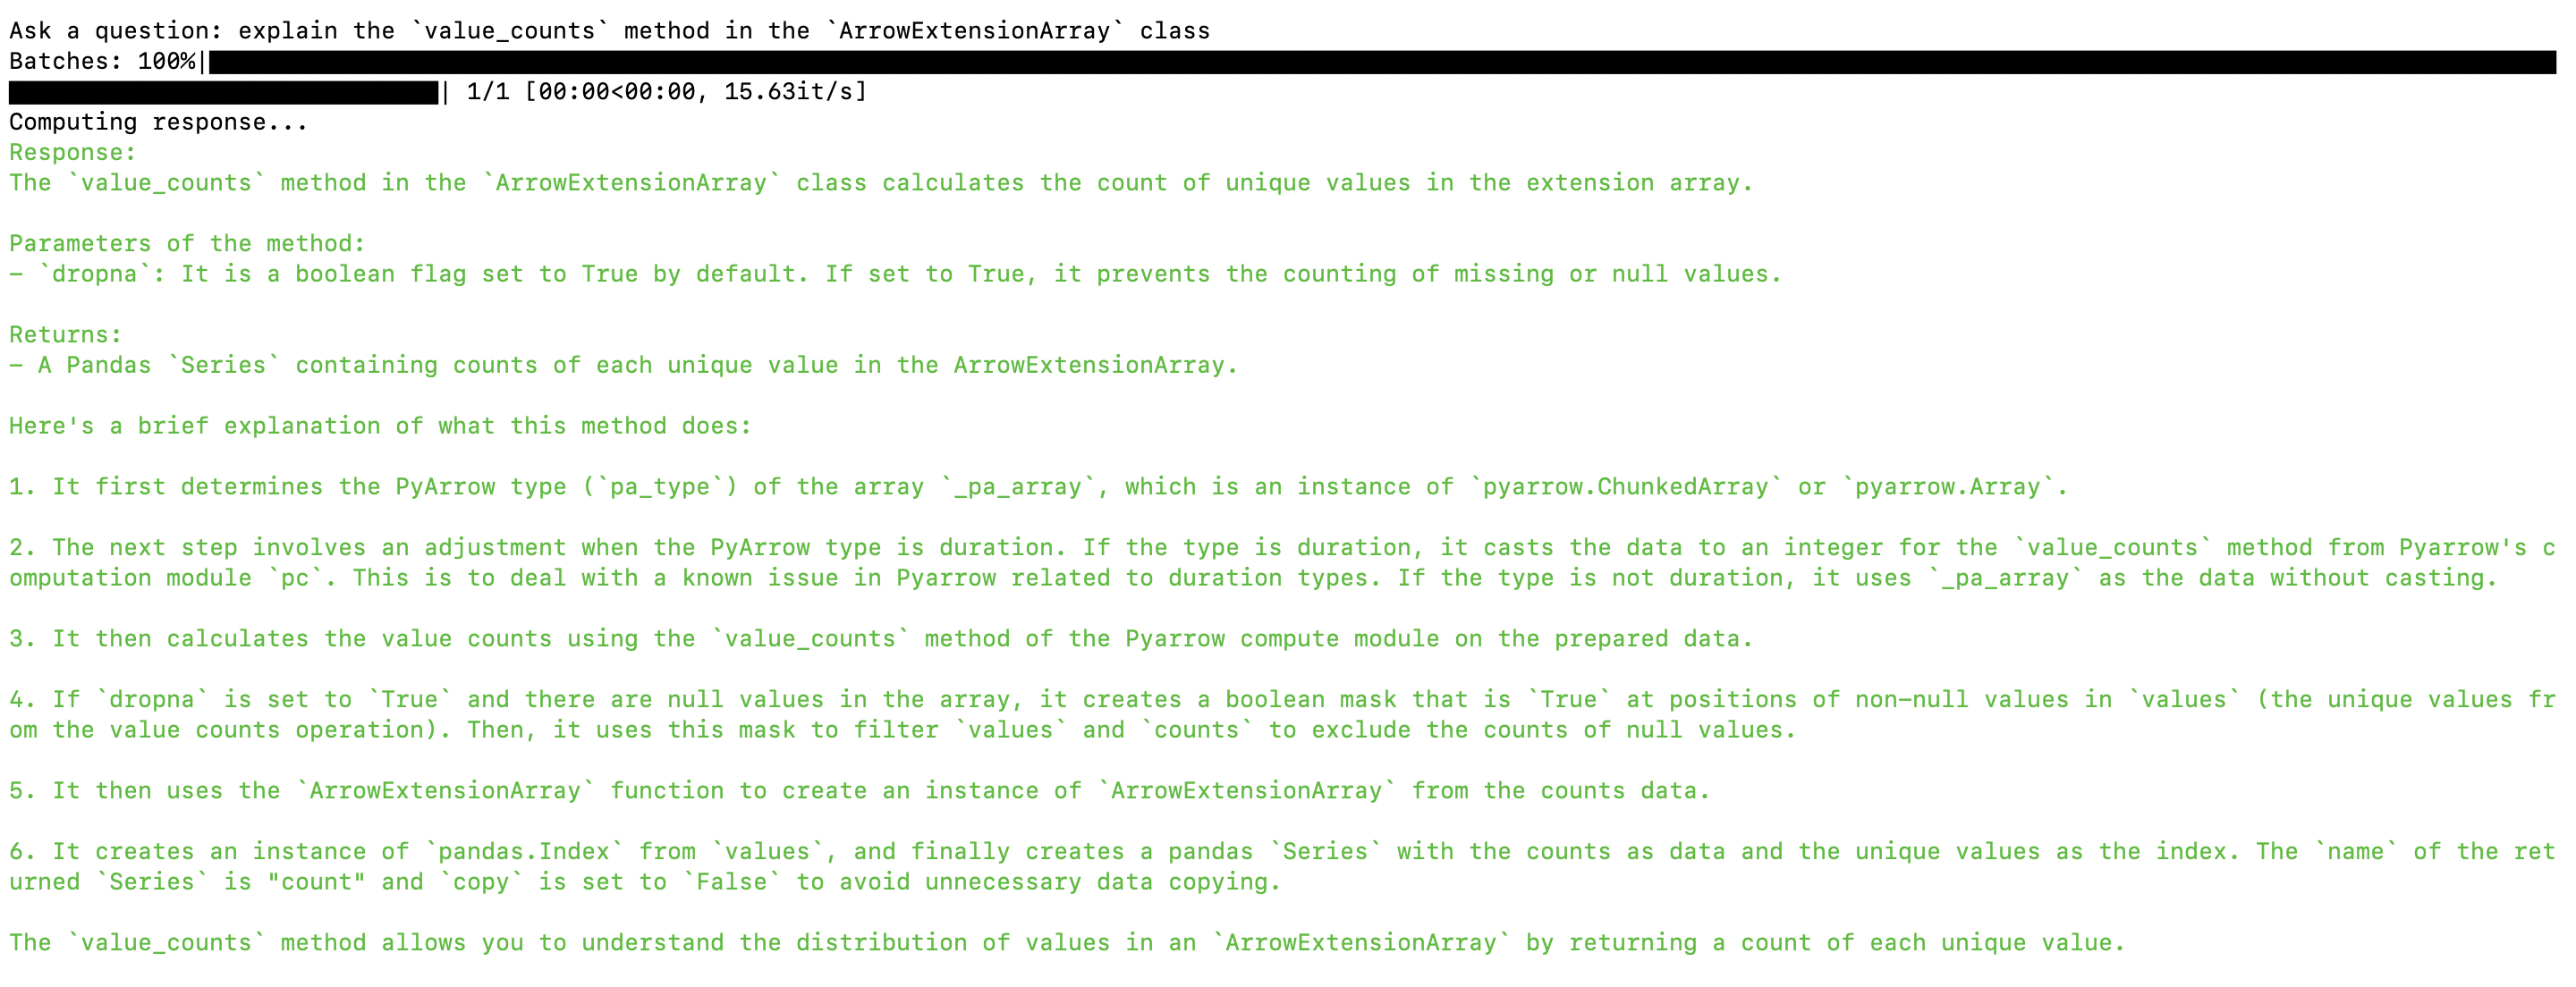 Ask a question: explain the `value_counts` method in the `ArrowExtensionArray` class
Batches: 100%|
| 1/1 [00:00<00:00, 15.63it/s]
Computing response...
Response:
The `value_counts` method in the `ArrowExtensionArray` class calculates the count of unique values in the extension array.
Parameters of the method:
- `dropna`: It is a boolean flag set to True by default. If set to True, it prevents the counting of missing or null values.
Returns:
- A Pandas `Series` containing counts of each unique value in the ArrowExtensionArray.
Here's a brief explanation of what this method does:
1. It first determines the PyArrow type (`pa_type`) of the array `_pa_array`, which is an instance of `pyarrow.ChunkedArray` or `pyarrow.Array`.
2. The next step involves an adjustment when the PyArrow type is duration. If the type is duration, it casts the data to an integer for the `value_counts` method from Pyarrow's c
omputation module `pc`. This is to deal with a known issue in Pyarrow related to duration types. If the type is not duration, it uses `_pa_array` as the data without casting.
3. It then calculates the value counts using the `value_counts` method of the Pyarrow compute module on the prepared data.
4. If `dropna` is set to `True` and there are null values in the array, it creates a boolean mask that is `True` at positions of non-null values in `values` (the unique values fr
om the value counts operation). Then, it uses this mask to filter `values` and `counts` to exclude the counts of null values.
5. It then uses the `ArrowExtensionArray` function to create an instance of `ArrowExtensionArray` from the counts data.
6. It creates an instance of `pandas.Index` from `values`, and finally creates a pandas `Series` with the counts as data and the unique values as the index. The `name` of the ret
urned `Series` is "count" and `copy` is set to `False` to avoid unnecessary data copying.
The `value_counts` method allows you to understand the distribution of values in an `ArrowExtensionArray` by returning a count of each unique value.